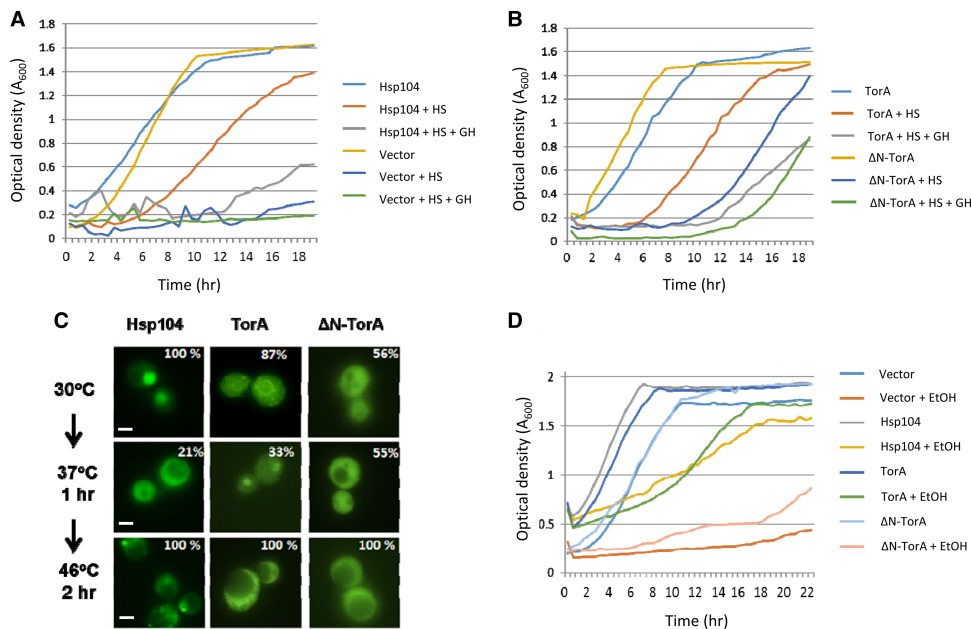 A
Optical density (A600)
1.8
1.6
1.4
1.2
1
0.8
0.6
0.4
0.2
0
0 2 4 6 8 10 12 14 16 18
Time (hr)
Hsp104
Hsp104 + HS
Hsp104 + HS + GH
Vector
Vector + HS
Vector + HS + GH
B
Optical density (A600)
1.8
1.6
1.4
1.2
1
0.8
0.6
0.4
0.2
0
0 2 4 6 8 10 12 14 16 18
Time (hr)
TorA
TorA + HS
TorA + HS + GH
ΔN-TorA
ΔN-TorA + HS
ΔN-TorA + HS + GH
C
Hsp104 TorA ΔN-TorA
30°C
100 % 87% 56%
37°C
1 hr
21% 33% 55%
46°C
2 hr
100 % 100 % 100 %
D
Optical density (A600)
2
1.5
1
0.5
0
0 2 4 6 8 10 12 14 16 18 20 22
Time (hr)
Vector
Vector + EtOH
Hsp104
Hsp104 + EtOH
TorA
TorA + EtOH
ΔN-TorA
ΔN-TorA + EtOH